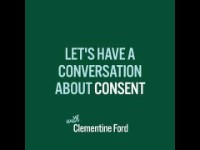 LET'S HAVE A
CONVERSATION
ABOUT CONSENT
with
Clementine Ford